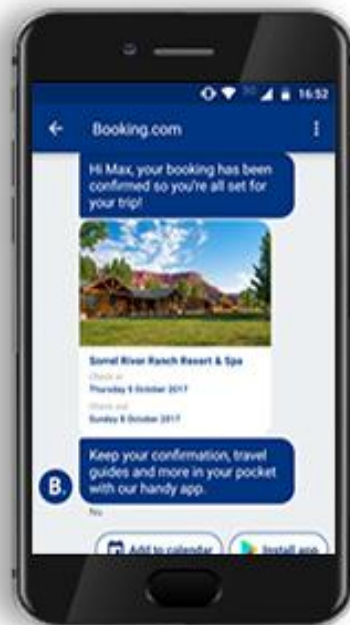 3G 16:52
Booking.com
Hi Max, your booking has been
confirmed so you're all set for
your trip!
Sorrel River Ranch Resort & Spa
Check in
Thursday 5 October 2017
Check out
Sunday 8 October 2017
Keep your confirmation, travel
guides and more in your pocket
with our handy app.
B.
Now
Add to calendar Install app